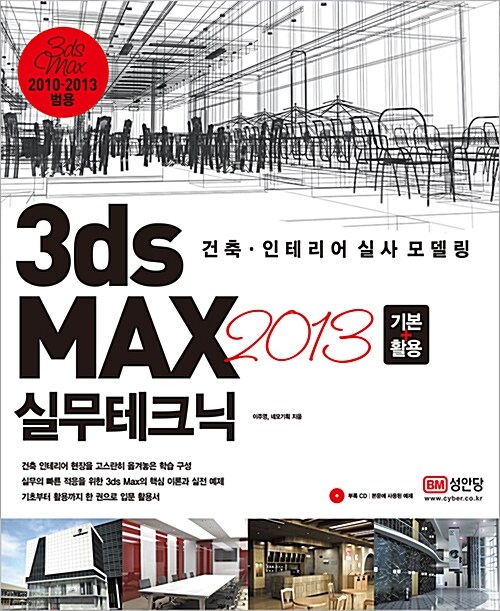 3ds
Max
2010-2013
범용
3ds
건축·인테리어 실사 모델링
MAX 2013
기본
+
활용
실무테크닉
이주명, 네모기획 지음
건축 인테리어 현장을 고스란히 옮겨놓은 학습 구성
실무의 빠른 적응을 위한 3ds Max의 핵심 이론과 실전 예제
기초부터 활용까지 한 권으로 입문 활용서
부록 CD | 본문에 사용된 예제
BM 성안당
www.cyber.co.kr